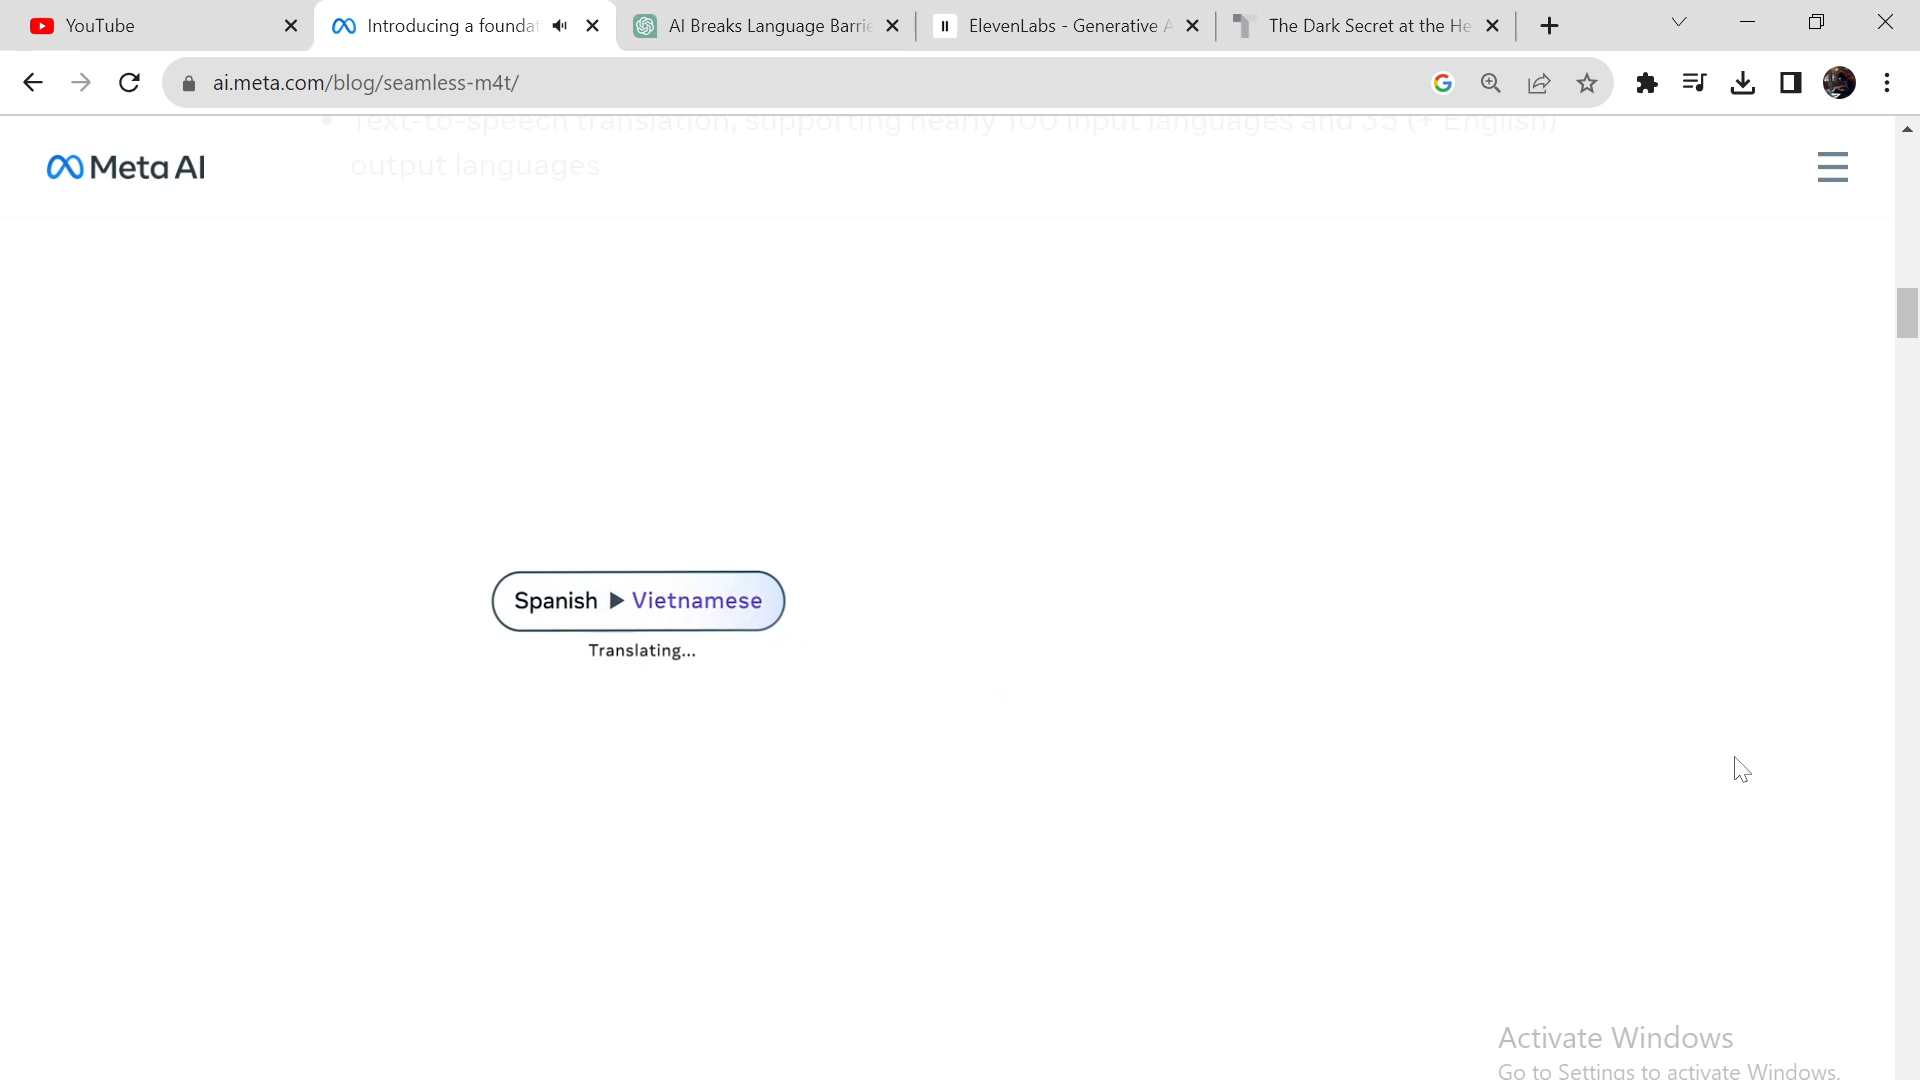 YouTube
Introducing a foundat
AI Breaks Language Barrie
ElevenLabs - Generative A
The Dark Secret at the He
ai.meta.com/blog/seamless-m4t/
Text-to-speech translation, supporting nearly 100 input languages and 35 (+ English)
output languages
Meta AI
Spanish ▶ Vietnamese
Translating...
Activate Windows
Go to Settings to activate Windows.